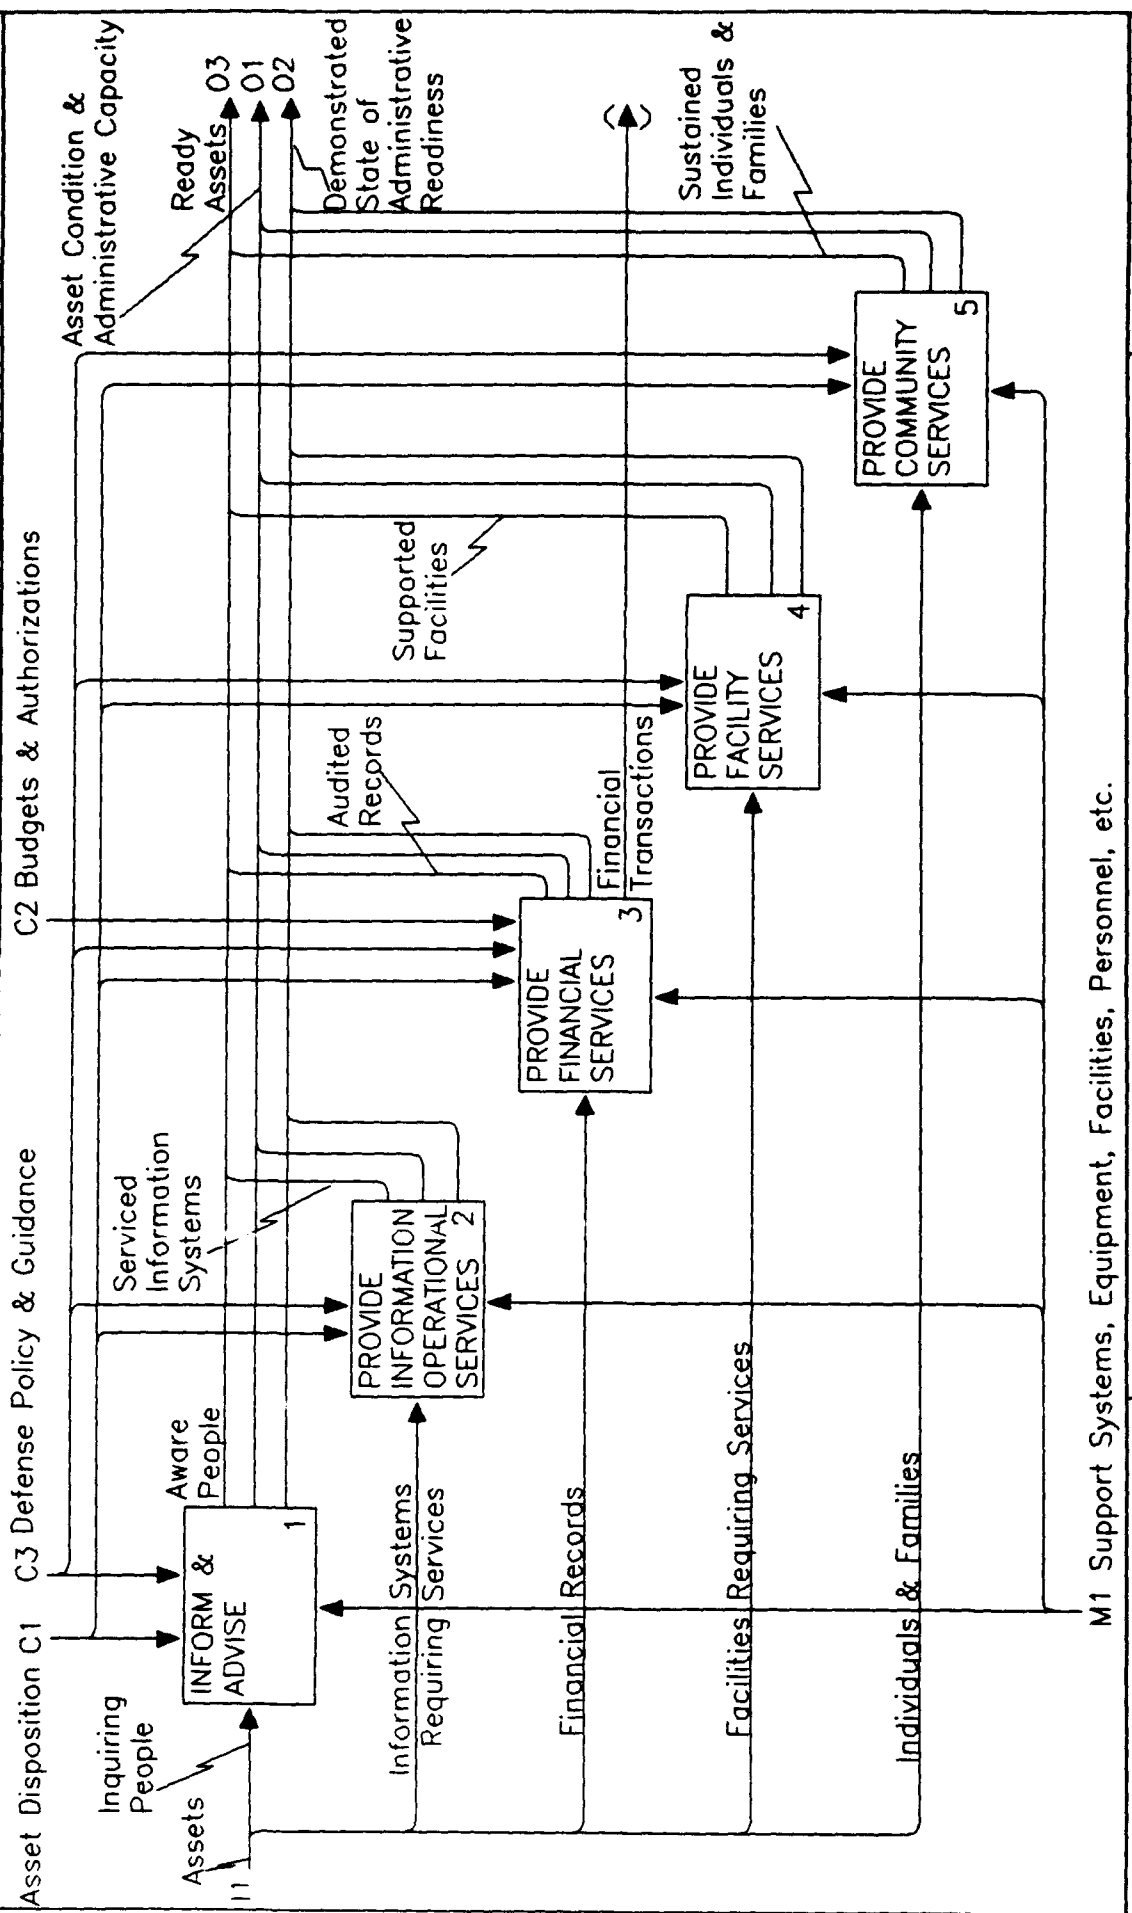 Asset Disposition C1
C3 Defense Policy & Guidance
C2 Budgets & Authorizations
Asset Condition &
Administrative Capacity
Ready
Assets
O3
O1
O2
Demonstrated
State of
Administrative
Readiness
Inquiring
People
Assets
I1
INFORM &
ADVISE
1
Aware
People
Serviced
Information
Systems
PROVIDE
INFORMATION
OPERATIONAL
SERVICES 2
Information Systems
Requiring Services
Audited
Records
PROVIDE
FINANCIAL
SERVICES
3
Financial
Transactions
( )
Financial Records
Supported
Facilities
PROVIDE
FACILITY
SERVICES
4
Facilities Requiring Services
Sustained
Individuals &
Families
PROVIDE
COMMUNITY
SERVICES
5
Individuals & Families
M1 Support Systems, Equipment, Facilities, Personnel, etc.